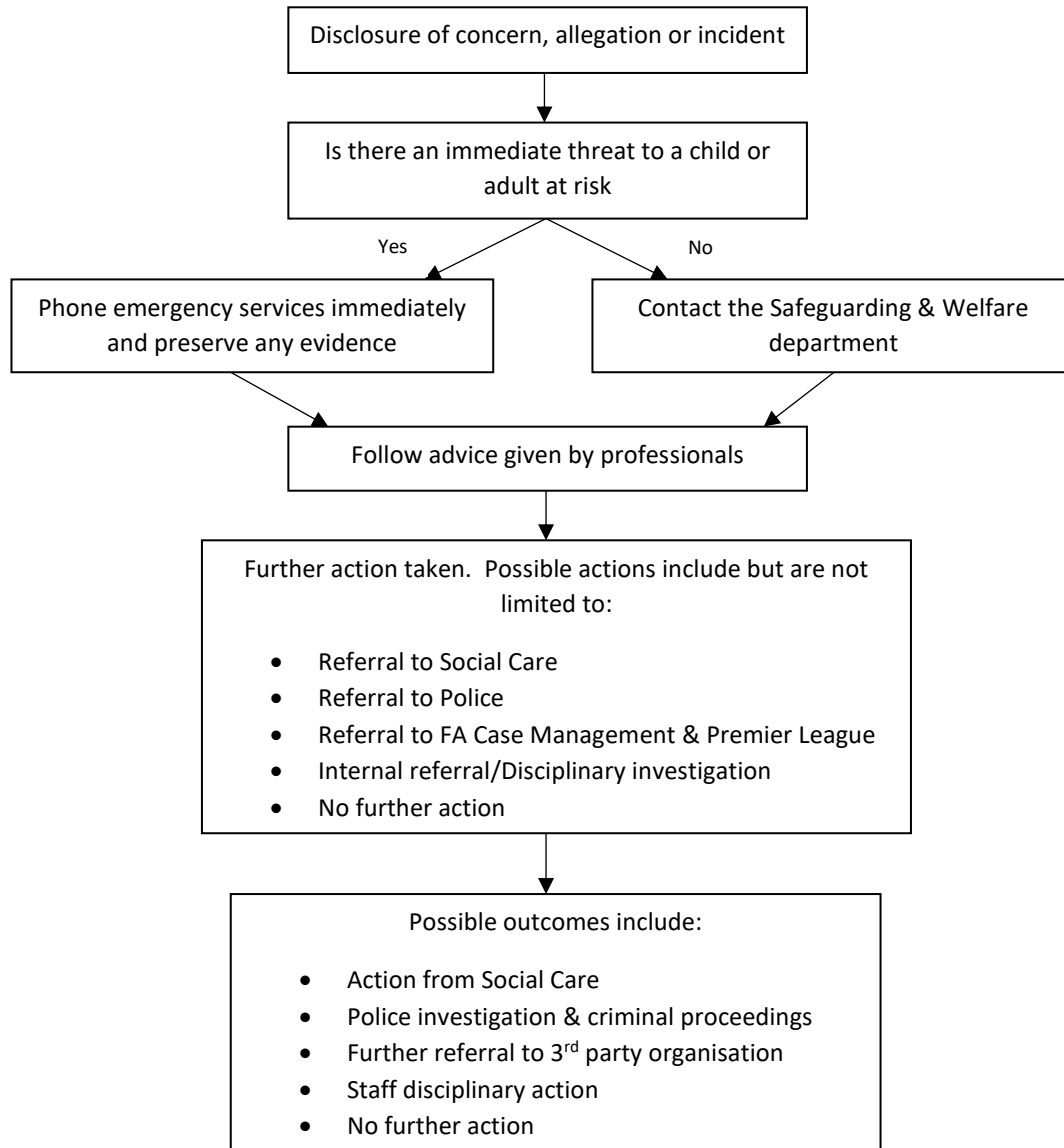 Disclosure of concern, allegation or incident
Is there an immediate threat to a child or
adult at risk
Yes
No
Phone emergency services immediately
and preserve any evidence
Contact the Safeguarding & Welfare
department
Follow advice given by professionals
Further action taken.  Possible actions include but are not
limited to:
• Referral to Social Care
• Referral to Police
• Referral to FA Case Management & Premier League
• Internal referral/Disciplinary investigation
• No further action
Possible outcomes include:
• Action from Social Care
• Police investigation & criminal proceedings
• Further referral to 3rd party organisation
• Staff disciplinary action
• No further action